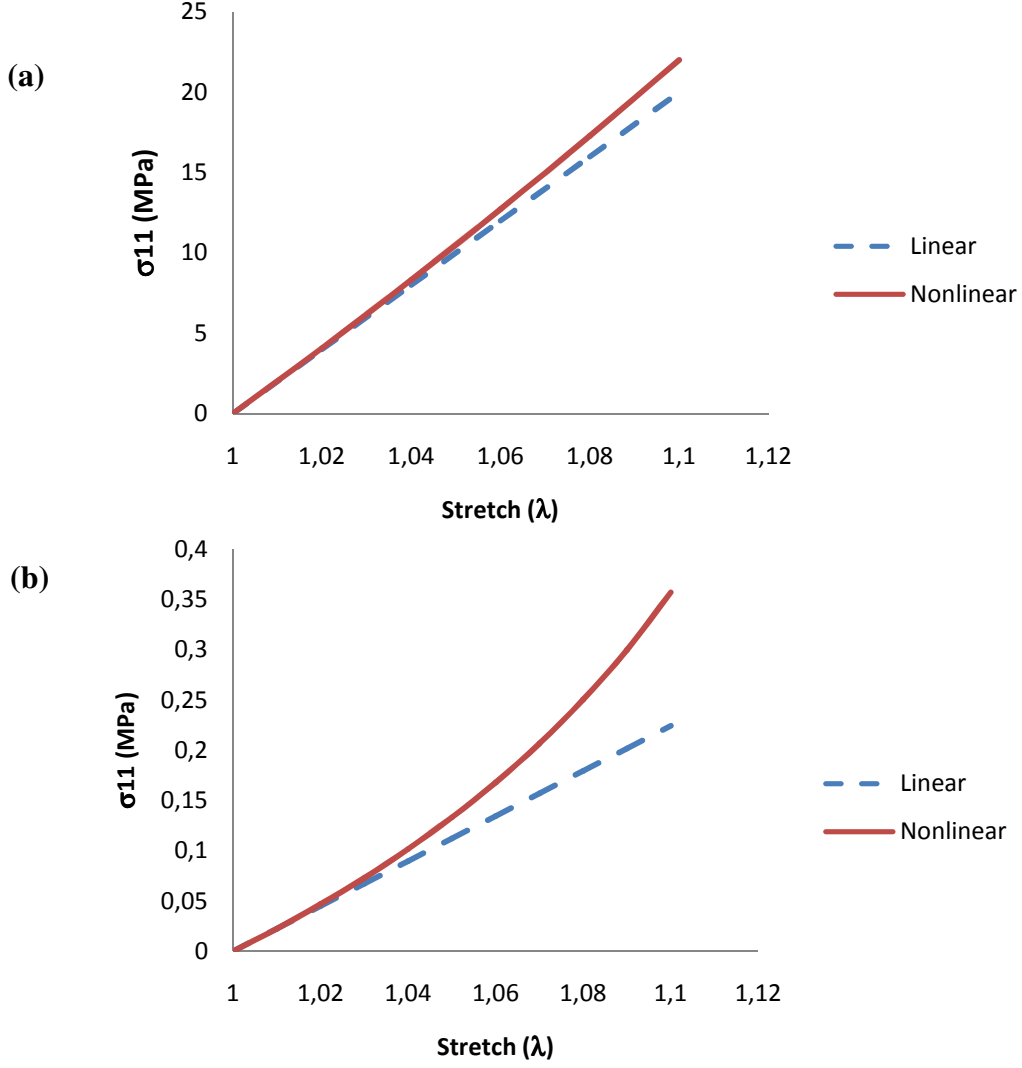 (a)
σ11 (MPa)
25
20
15
10
5
0
1 1,02 1,04 1,06 1,08 1,1 1,12
Stretch (λ)
Linear
Nonlinear
(b)
σ11 (MPa)
0,4
0,35
0,3
0,25
0,2
0,15
0,1
0,05
0
1 1,02 1,04 1,06 1,08 1,1 1,12
Stretch (λ)
Linear
Nonlinear